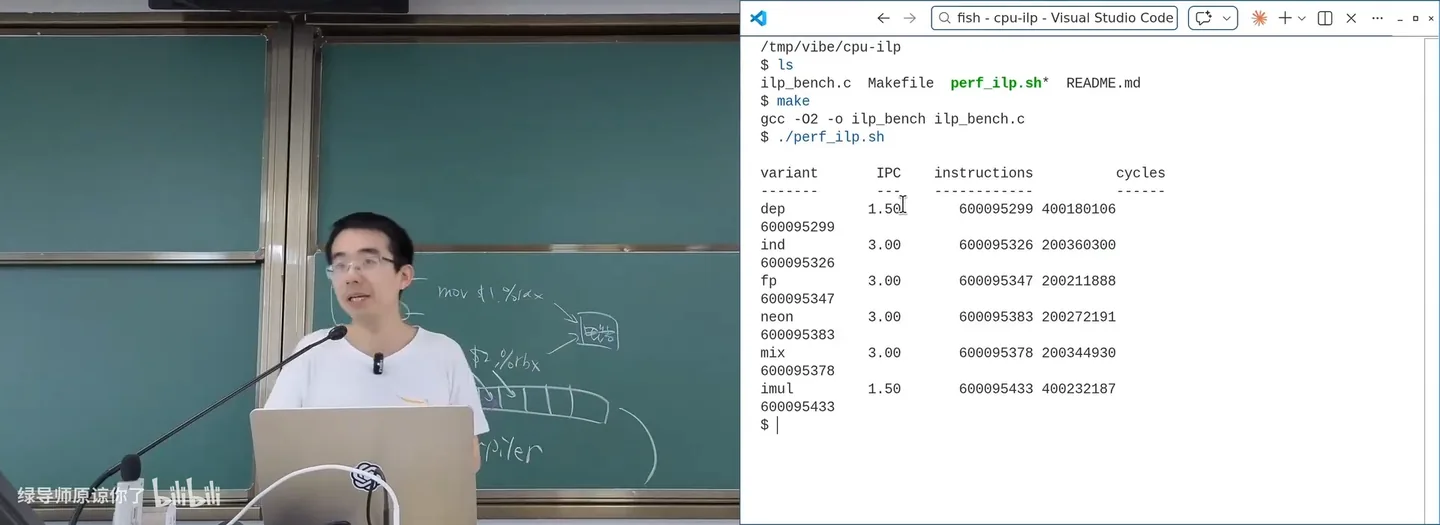 mov $1, %rax
$2, %rbx
绿导师原谅你了 bilibili
fish - cpu-ilp - Visual Studio Code
/tmp/vibe/cpu-ilp
$ ls
ilp_bench.c  Makefile  perf_ilp.sh*  README.md
$ make
gcc -O2 -o ilp_bench ilp_bench.c
$ ./perf_ilp.sh
variant       IPC    instructions          cycles
-------       ---    ------------          ------
dep          1.50       600095299 400180106
600095299
ind          3.00       600095326 200360300
600095326
fp           3.00       600095347 200211888
600095347
neon         3.00       600095383 200272191
600095383
mix          3.00       600095378 200344930
600095378
imul         1.50       600095433 400232187
600095433
$